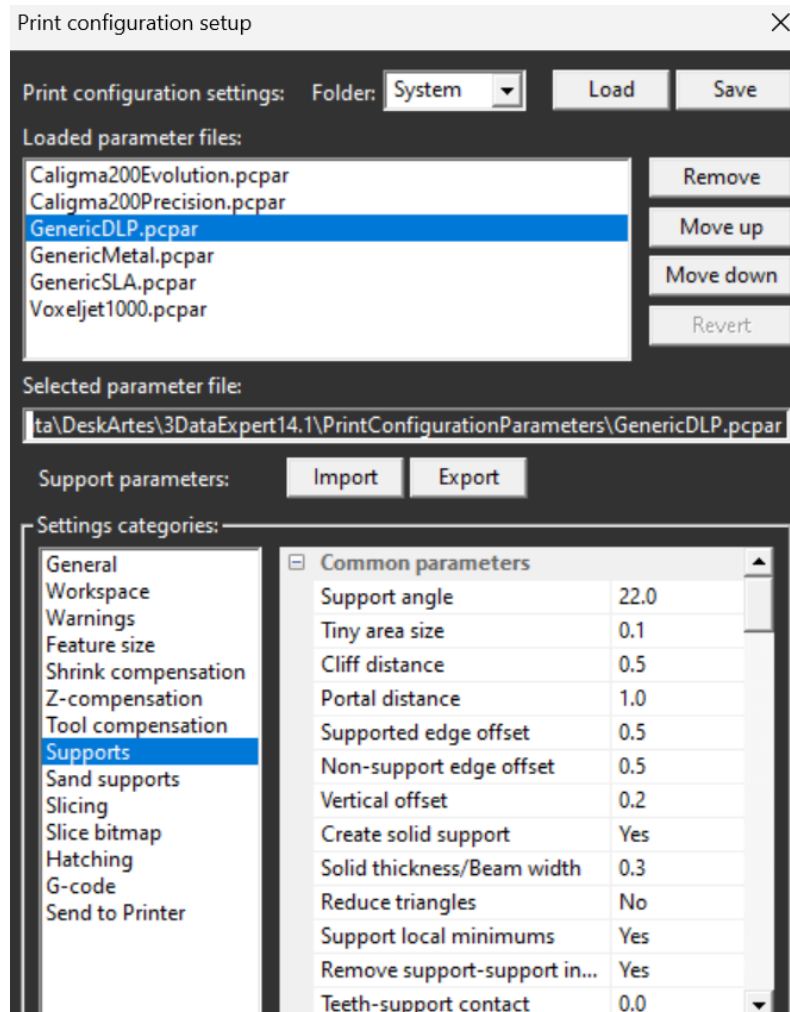 Print configuration setup
Print configuration settings: Folder: System Load Save
Loaded parameter files:
Caligma200Evolution.pcpar
Caligma200Precision.pcpar
GenericDLP.pcpar
GenericMetal.pcpar
GenericSLA.pcpar
Voxeljet1000.pcpar
Remove
Move up
Move down
Revert
Selected parameter file:
ta\DeskArtes\3DataExpert14.1\PrintConfigurationParameters\GenericDLP.pcpar
Support parameters: Import Export
Settings categories:
General
Workspace
Warnings
Feature size
Shrink compensation
Z-compensation
Tool compensation
Supports
Sand supports
Slicing
Slice bitmap
Hatching
G-code
Send to Printer
Common parameters
Support angle 22.0
Tiny area size 0.1
Cliff distance 0.5
Portal distance 1.0
Supported edge offset 0.5
Non-support edge offset 0.5
Vertical offset 0.2
Create solid support Yes
Solid thickness/Beam width 0.3
Reduce triangles No
Support local minimums Yes
Remove support-support in... Yes
Teeth-support contact 0.0